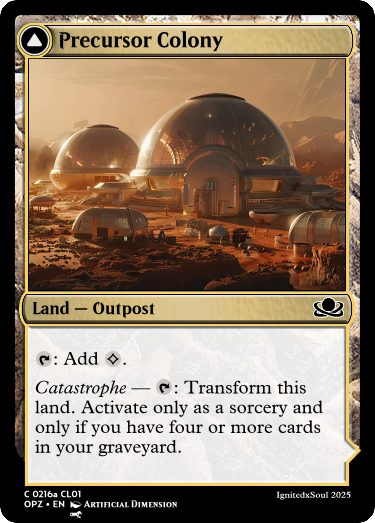 Precursor Colony
Land — Outpost
: Add .
Catastrophe — : Transform this
land. Activate only as a sorcery and
only if you have four or more cards
in your graveyard.
C 0216a CL01
OPZ • EN Artificial Dimension
IgnitedxSoul 2025